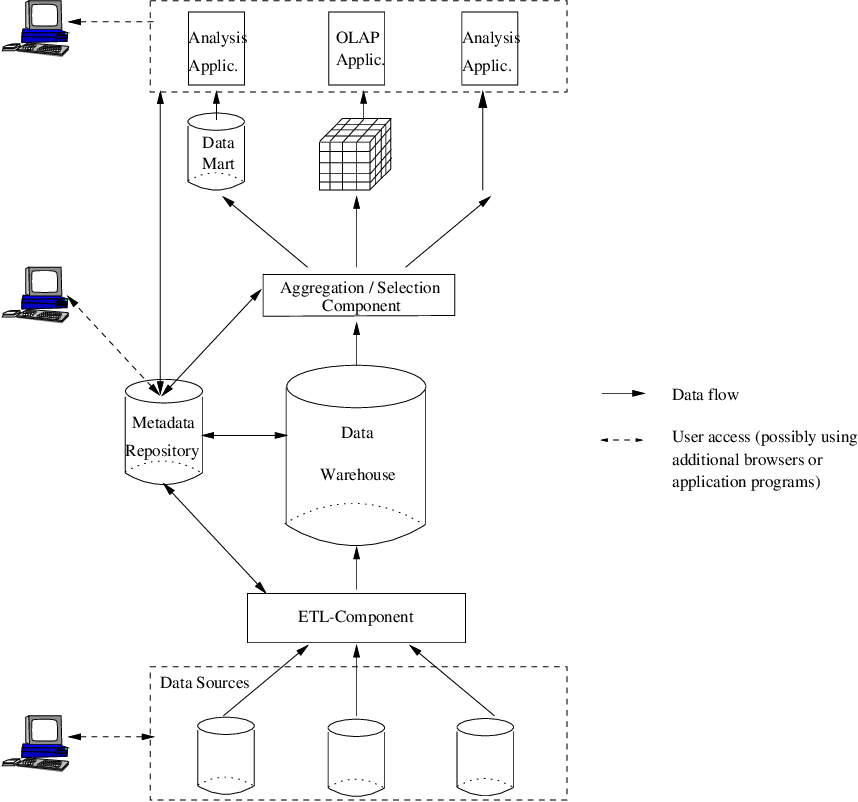 Analysis
Applic.
OLAP
Applic.
Analysis
Applic.
Data
Mart
Aggregation / Selection
Component
Metadata
Repository
Data
Warehouse
Data flow
User access (possibly using
additional browsers or
application programs)
ETL-Component
Data Sources